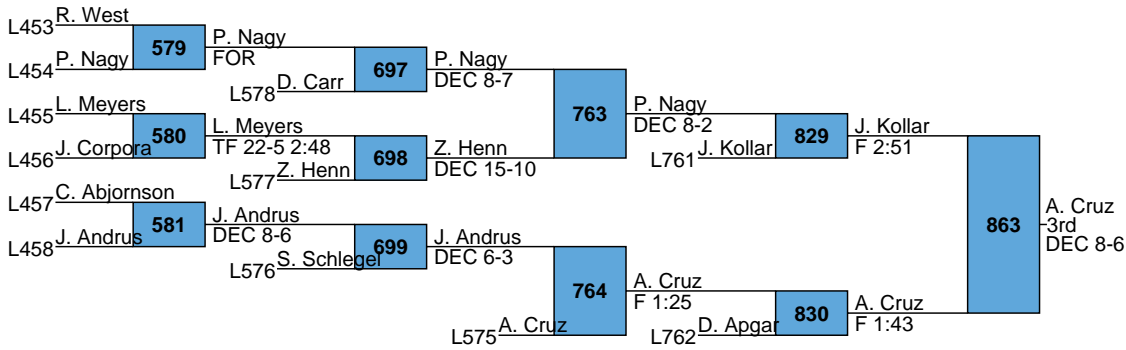 R. West
L453
579
P. Nagy
FOR
P. Nagy
L454
697
P. Nagy
DEC 8-7
D. Carr
L578
763
P. Nagy
DEC 8-2
L. Meyers
L455
580
L. Meyers
TF 22-5 2:48
J. Corpora
L456
698
Z. Henn
DEC 15-10
Z. Henn
L577
829
J. Kollar
F 2:51
J. Kollar
L761
C. Abjornson
L457
581
J. Andrus
DEC 8-6
J. Andrus
L458
699
J. Andrus
DEC 6-3
S. Schlegel
L576
863
A. Cruz
3rd
DEC 8-6
764
A. Cruz
F 1:25
A. Cruz
L575
830
A. Cruz
F 1:43
D. Apgar
L762